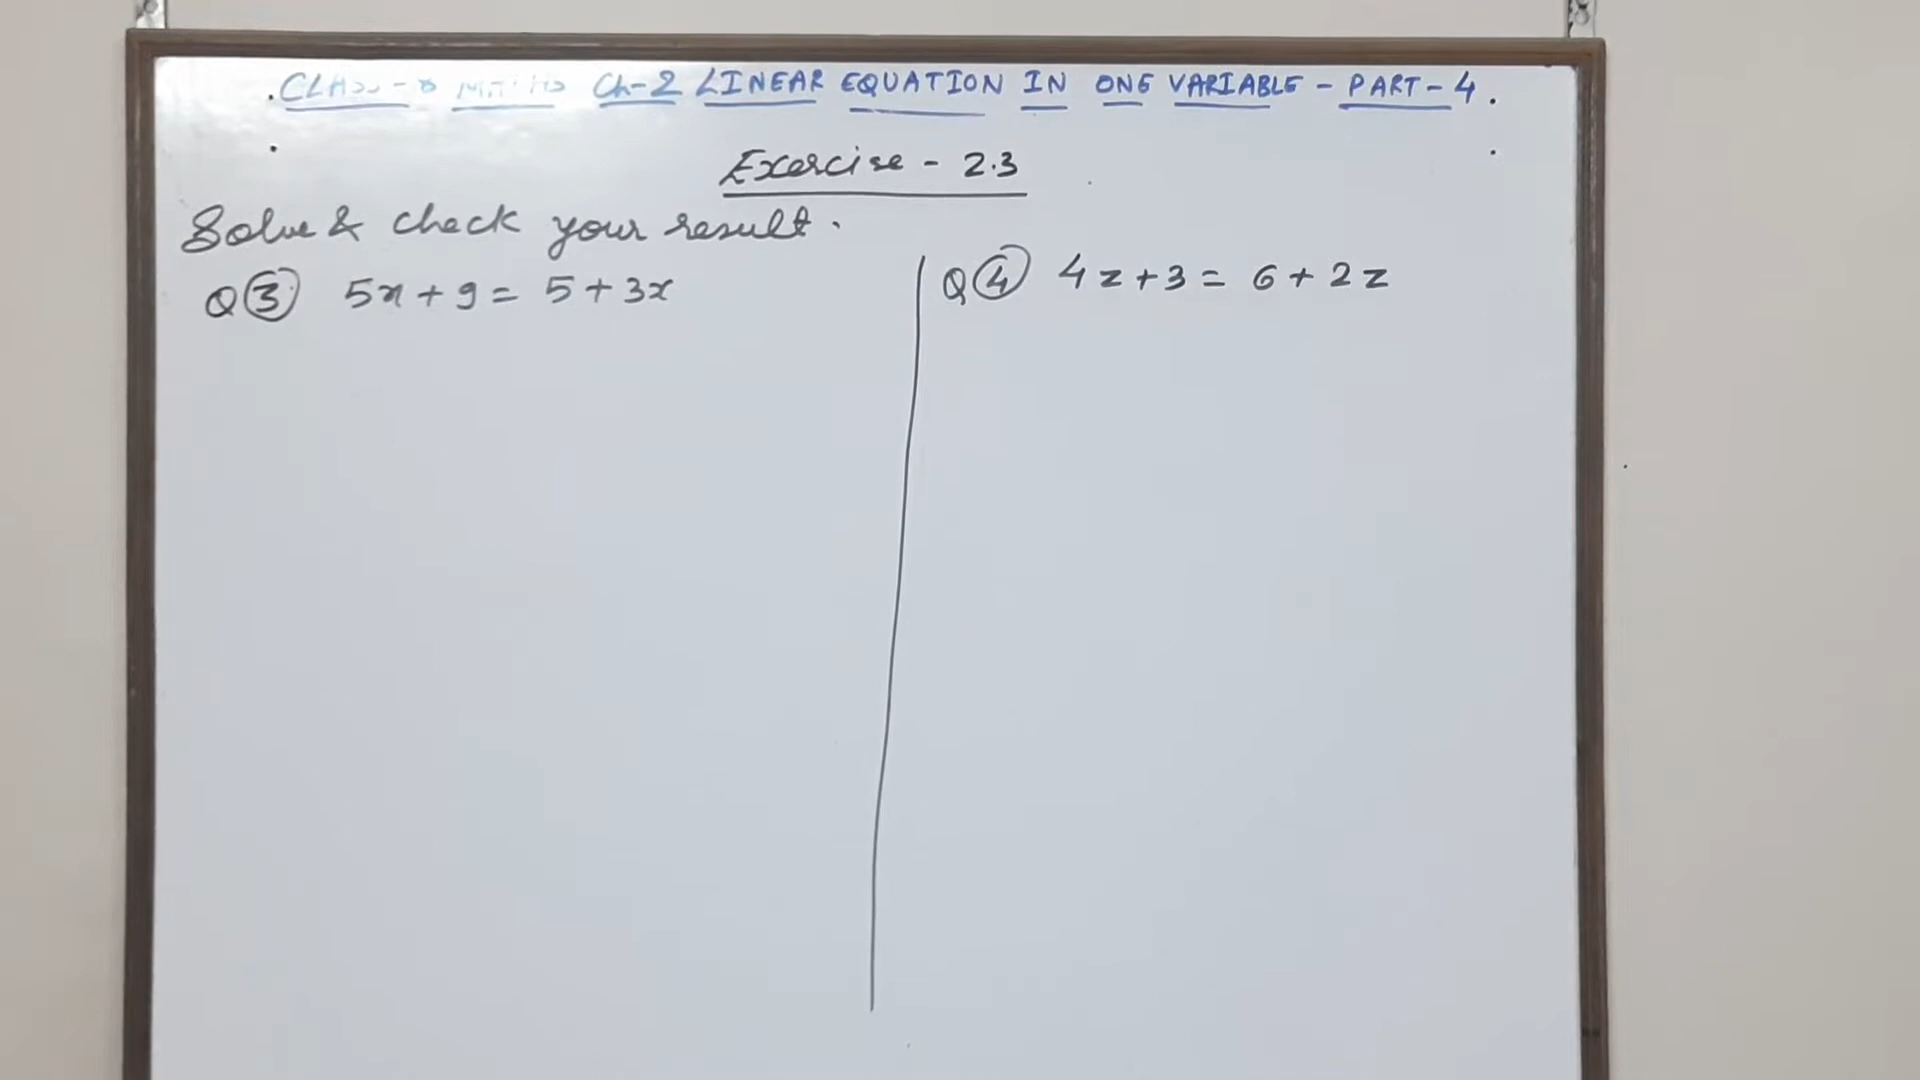 CLASS-8 MATHS Ch-2 LINEAR EQUATION IN ONE VARIABLE - PART-4.
Exercise - 2.3
Solve & check your result.
Q③ 5x+9 = 5+3x
Q④ 4z+3 = 6+2z